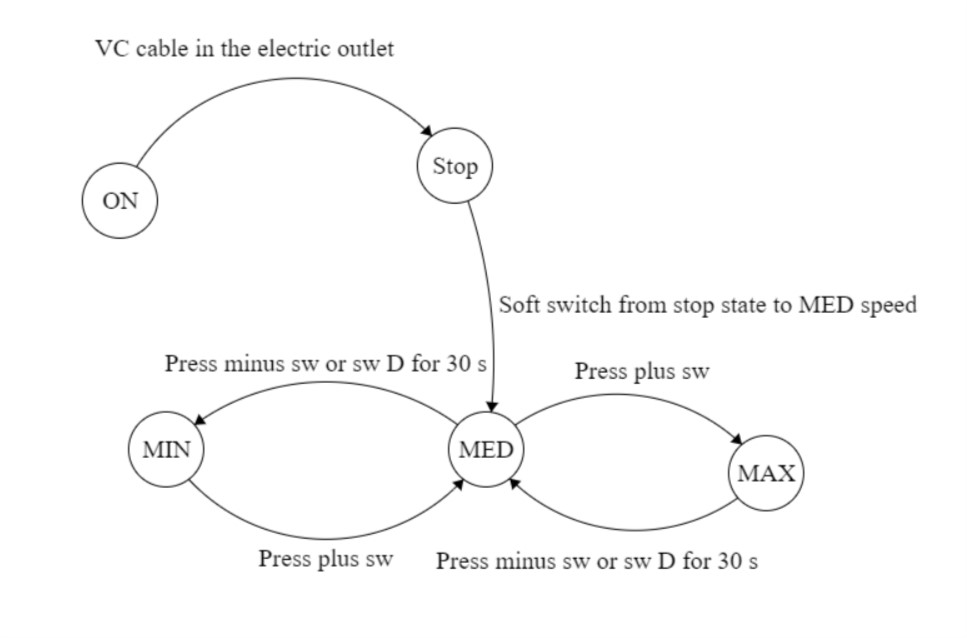 VC cable in the electric outlet
Stop
ON
Soft switch from stop state to MED speed
Press minus sw or sw D for 30 s
Press plus sw
MIN
MED
MAX
Press plus sw
Press minus sw or sw D for 30 s